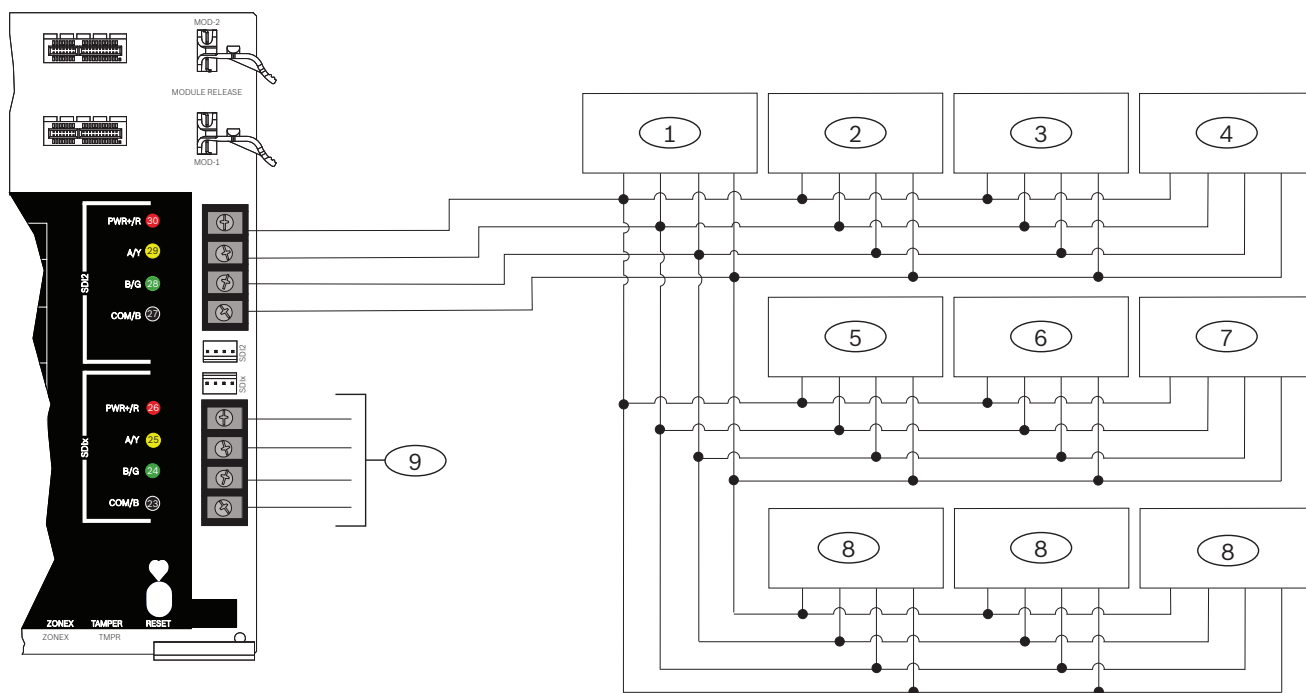 MOD-2
MODULE RELEASE
MOD-1
SDI2
PWR+/R 30
A/Y 29
B/G 28
COM/B 27
SDI2
SDIx
SDIx
PWR+/R 26
A/Y 25
B/G 24
COM/B 23
ZONEX TAMPER RESET
ZONEX TMPR
1 2 3 4
5 6 7
8 8 8
9